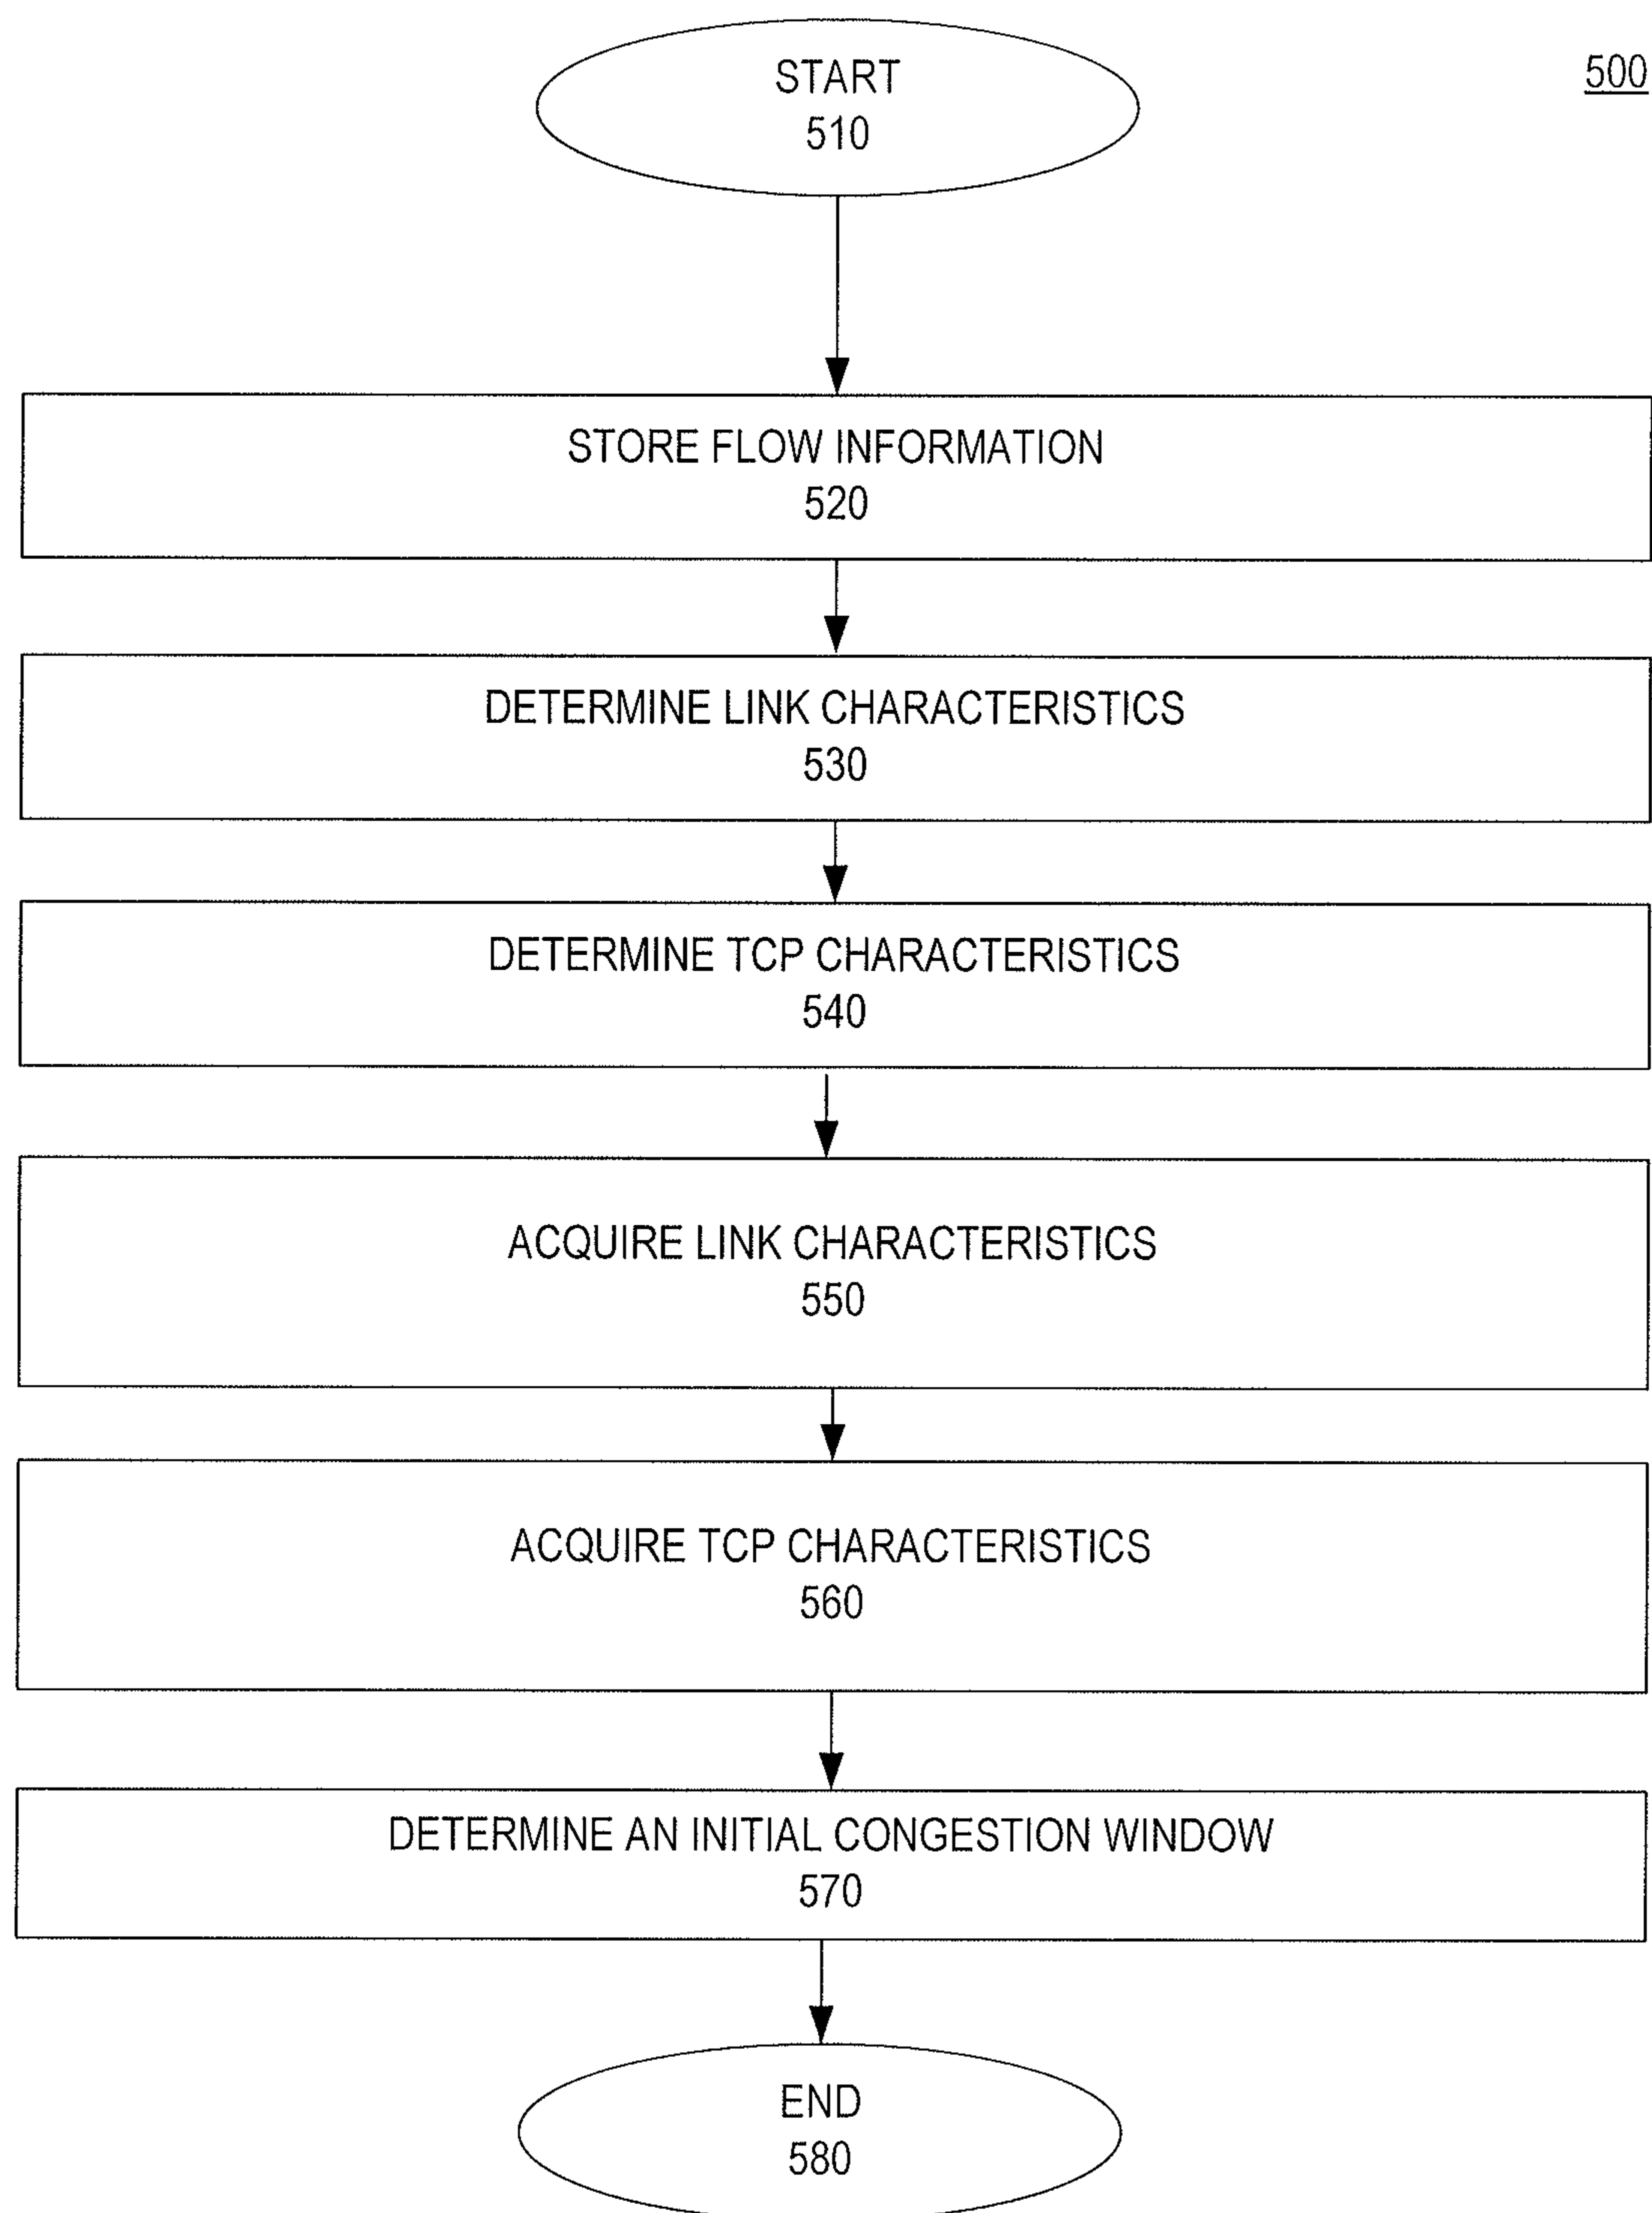 500
START
510
STORE FLOW INFORMATION
520
DETERMINE LINK CHARACTERISTICS
530
DETERMINE TCP CHARACTERISTICS
540
ACQUIRE LINK CHARACTERISTICS
550
ACQUIRE TCP CHARACTERISTICS
560
DETERMINE AN INITIAL CONGESTION WINDOW
570
END
580